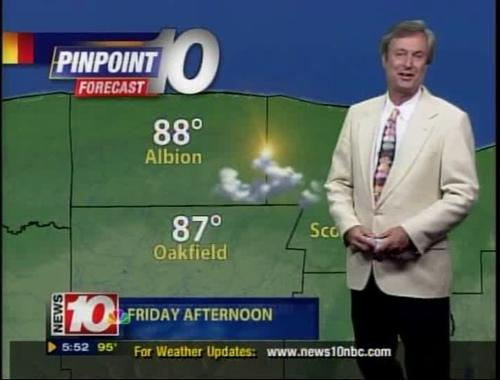 PINPOINT 10
FORECAST
88°
Albion
87°
Oakfield
Sco
NEWS 10 FRIDAY AFTERNOON
5:52 95° For Weather Updates: www.news10nbc.com